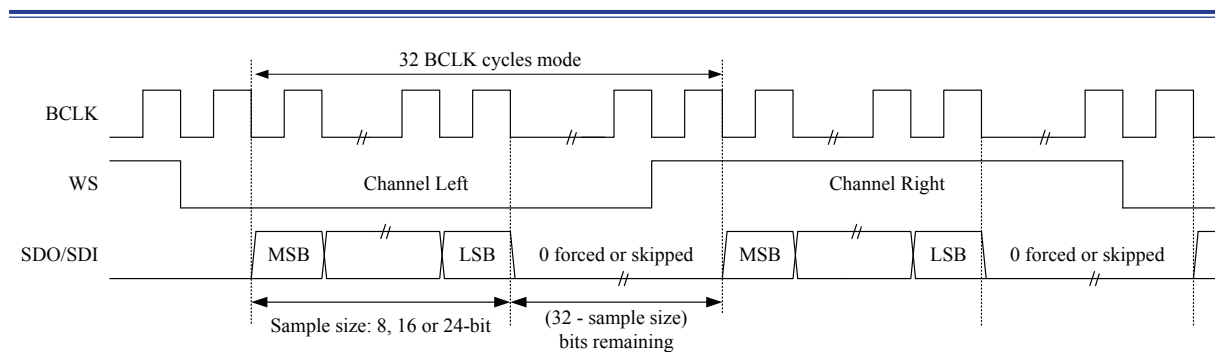 32 BCLK cycles mode
BCLK
WS
Channel Left
Channel Right
SDO/SDI
MSB
LSB
0 forced or skipped
MSB
LSB
0 forced or skipped
Sample size: 8, 16 or 24-bit
(32 - sample size)
bits remaining